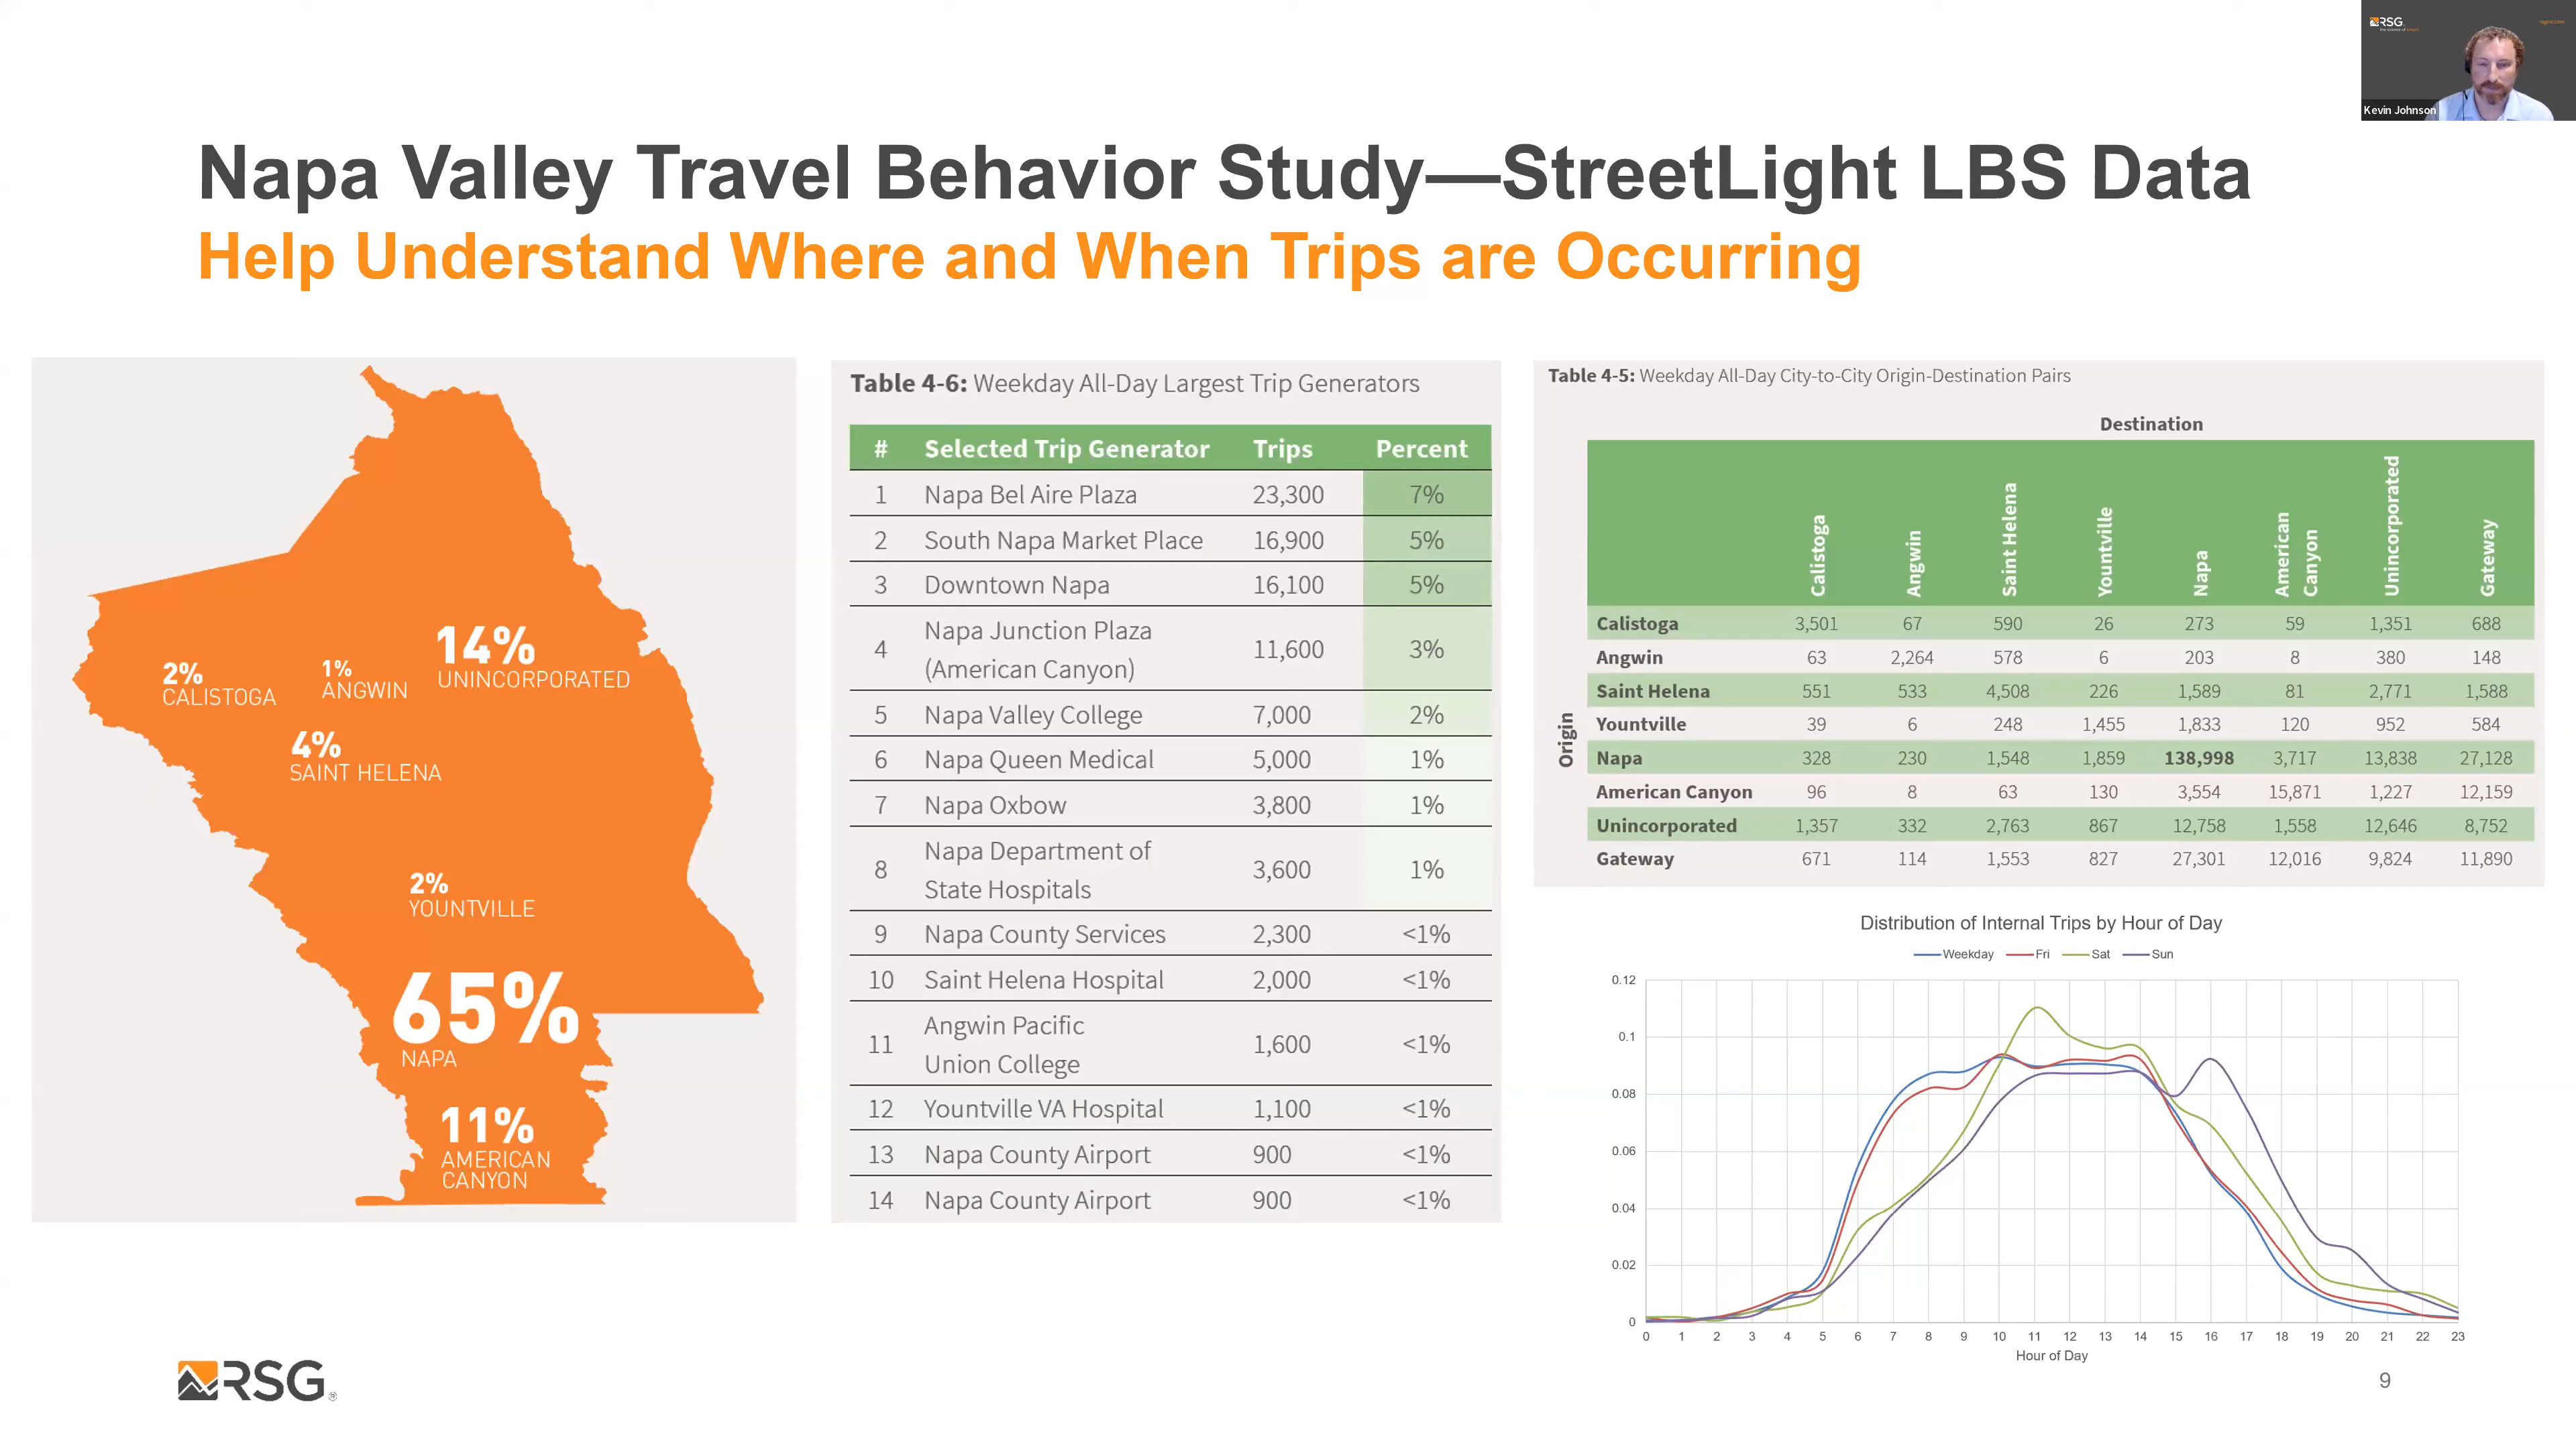 RSG
Kevin Johnson
Napa Valley Travel Behavior Study—StreetLight LBS Data
Help Understand Where and When Trips are Occurring
2%
CALISTOGA
1%
ANGWIN
14%
UNINCORPORATED
4%
SAINT HELENA
2%
YOUNTVILLE
65%
NAPA
11%
AMERICAN
CANYON
Table 4-6: Weekday All-Day Largest Trip Generators
# Selected Trip Generator Trips Percent
1 Napa Bel Aire Plaza 23,300 7%
2 South Napa Market Place 16,900 5%
3 Downtown Napa 16,100 5%
4 Napa Junction Plaza
(American Canyon) 11,600 3%
5 Napa Valley College 7,000 2%
6 Napa Queen Medical 5,000 1%
7 Napa Oxbow 3,800 1%
8 Napa Department of
State Hospitals 3,600 1%
9 Napa County Services 2,300 <1%
10 Saint Helena Hospital 2,000 <1%
11 Angwin Pacific
Union College 1,600 <1%
12 Yountville VA Hospital 1,100 <1%
13 Napa County Airport 900 <1%
14 Napa County Airport 900 <1%
Table 4-5: Weekday All-Day City-to-City Origin-Destination Pairs
Destination
Calistoga Angwin Saint Helena Yountville Napa American Canyon Unincorporated Gateway
Origin
Calistoga 3,501 67 590 26 273 59 1,351 688
Angwin 63 2,264 578 6 203 8 380 148
Saint Helena 551 533 4,508 226 1,589 81 2,771 1,588
Yountville 39 6 248 1,455 1,833 120 952 584
Napa 328 230 1,548 1,859 138,998 3,717 13,838 27,128
American Canyon 96 8 63 130 3,554 15,871 1,227 12,159
Unincorporated 1,357 332 2,763 867 12,758 1,558 12,646 8,752
Gateway 671 114 1,553 827 27,301 12,016 9,824 11,890
Distribution of Internal Trips by Hour of Day
Weekday Fri Sat Sun
0.12
0.1
0.08
0.06
0.04
0.02
0
0 1 2 3 4 5 6 7 8 9 10 11 12 13 14 15 16 17 18 19 20 21 22 23
Hour of Day
RSG®
9